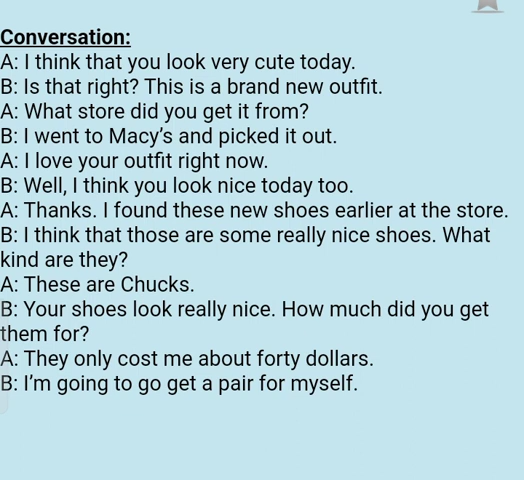 Conversation:
A: I think that you look very cute today.
B: Is that right? This is a brand new outfit.
A: What store did you get it from?
B: I went to Macy’s and picked it out.
A: I love your outfit right now.
B: Well, I think you look nice today too.
A: Thanks. I found these new shoes earlier at the store.
B: I think that those are some really nice shoes. What
kind are they?
A: These are Chucks.
B: Your shoes look really nice. How much did you get
them for?
A: They only cost me about forty dollars.
B: I’m going to go get a pair for myself.